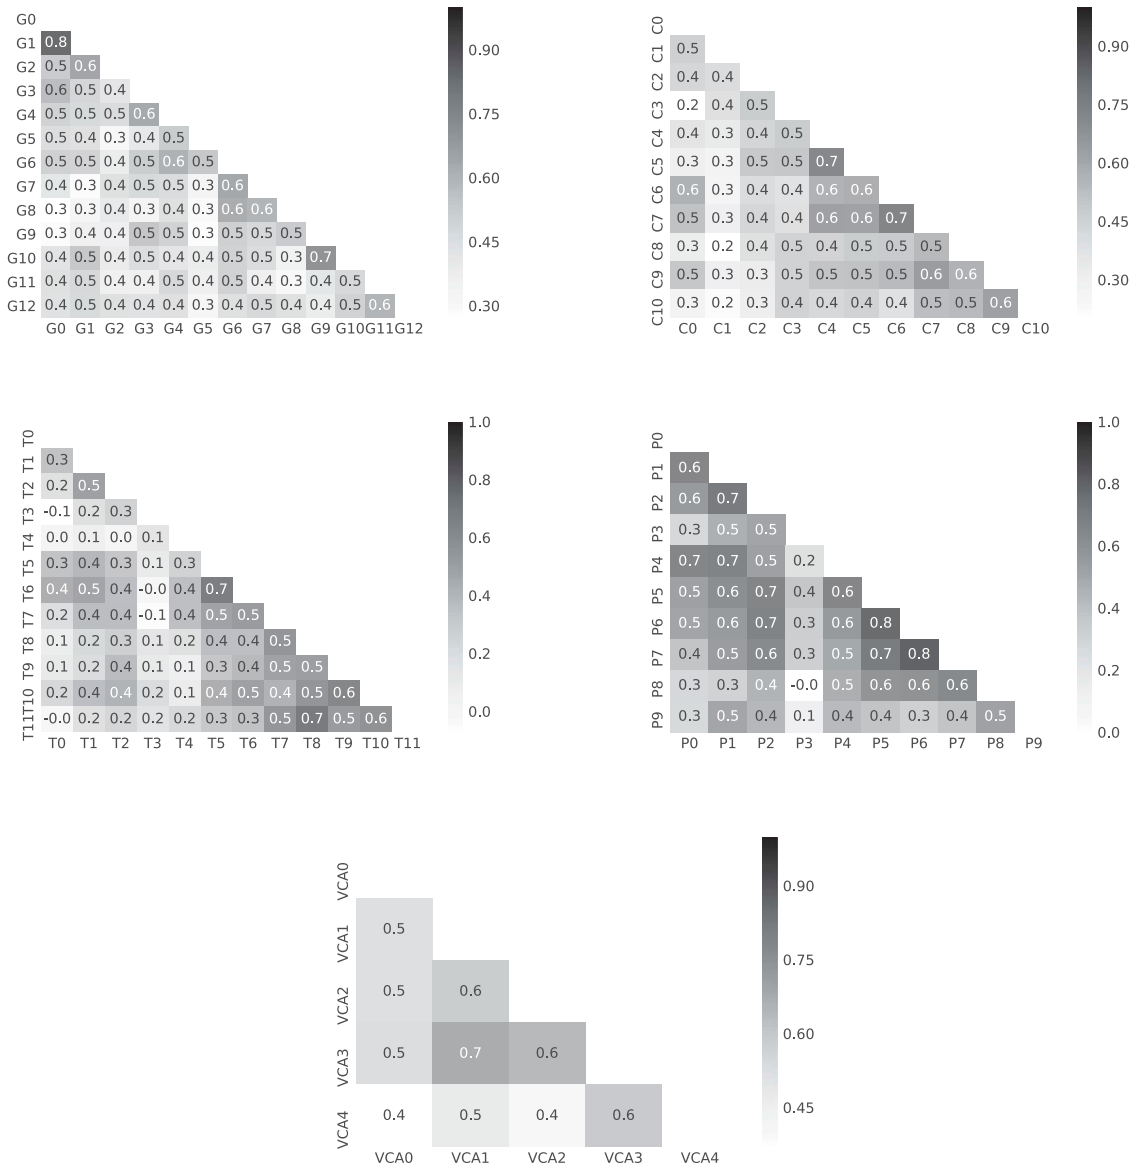 G0
G1 0.8 0.90
G2 0.5 0.6
G3 0.6 0.5 0.4 0.75
G4 0.5 0.5 0.5 0.6
G5 0.5 0.4 0.3 0.4 0.5
G6 0.5 0.5 0.4 0.5 0.6 0.5 0.60
G7 0.4 0.3 0.4 0.5 0.5 0.3 0.6
G8 0.3 0.3 0.4 0.3 0.4 0.3 0.6 0.6
G9 0.3 0.4 0.4 0.5 0.5 0.3 0.5 0.5 0.5 0.45
G10 0.4 0.5 0.4 0.4 0.4 0.4 0.5 0.5 0.3 0.7
G11 0.4 0.5 0.4 0.4 0.4 0.4 0.5 0.4 0.3 0.4 0.5
G12 0.4 0.5 0.4 0.4 0.4 0.3 0.4 0.5 0.4 0.4 0.5 0.6 0.30
G0 G1 G2 G3 G4 G5 G6 G7 G8 G9 G10 G11 G12
C0
C1 0.5 0.90
C2 0.4 0.4
C3 0.2 0.4 0.5 0.75
C4 0.4 0.3 0.4 0.5
C5 0.3 0.3 0.5 0.5 0.7 0.60
C6 0.6 0.3 0.4 0.4 0.6 0.6
C7 0.5 0.3 0.4 0.4 0.6 0.6 0.7 0.45
C8 0.3 0.2 0.4 0.5 0.4 0.5 0.5 0.5
C9 0.5 0.3 0.3 0.5 0.5 0.5 0.5 0.6 0.6 0.30
C10 0.3 0.2 0.3 0.4 0.4 0.4 0.4 0.5 0.5 0.6
C0 C1 C2 C3 C4 C5 C6 C7 C8 C9 C10
T0 1.0
T1 0.3
T2 0.2 0.5 0.8
T3 -0.1 0.2 0.3
T4 0.0 0.1 0.0 0.1 0.6
T5 0.3 0.4 0.3 0.1 0.3
T6 0.4 0.5 0.4 -0.0 0.4 0.7
T7 0.2 0.4 0.4 -0.1 0.4 0.5 0.5 0.4
T8 0.1 0.2 0.3 0.1 0.2 0.4 0.4 0.5
T9 0.1 0.2 0.4 0.1 0.1 0.3 0.4 0.5 0.5 0.2
T10 0.2 0.4 0.4 0.2 0.1 0.4 0.5 0.4 0.5 0.6
T11 -0.0 0.2 0.2 0.2 0.2 0.3 0.3 0.5 0.7 0.5 0.6 0.0
T0 T1 T2 T3 T4 T5 T6 T7 T8 T9 T10 T11
P0 1.0
P1 0.6
P2 0.6 0.7 0.8
P3 0.3 0.5 0.5
P4 0.7 0.7 0.5 0.2 0.6
P5 0.5 0.6 0.7 0.4 0.6
P6 0.5 0.6 0.7 0.3 0.6 0.8 0.4
P7 0.4 0.5 0.6 0.3 0.5 0.7 0.8
P8 0.3 0.3 0.4 -0.0 0.5 0.6 0.6 0.6 0.2
P9 0.3 0.5 0.4 0.1 0.4 0.4 0.3 0.4 0.5 0.0
P0 P1 P2 P3 P4 P5 P6 P7 P8 P9
VCA0 0.90
VCA1 0.5
VCA2 0.5 0.6 0.75
VCA3 0.5 0.7 0.6 0.60
VCA4 0.4 0.5 0.4 0.6 0.45
VCA0 VCA1 VCA2 VCA3 VCA4